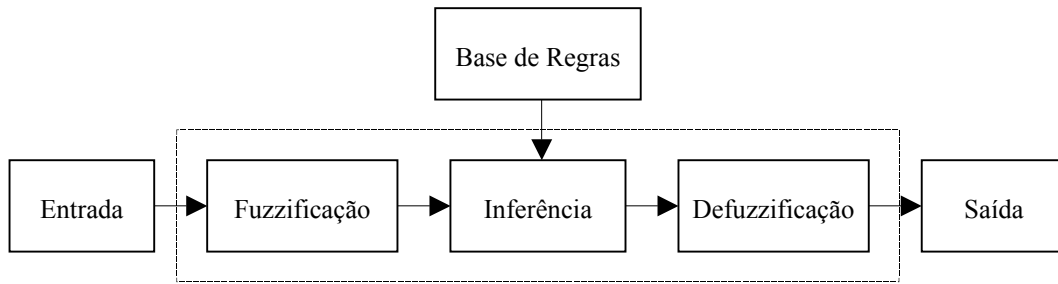 Base de Regras
Entrada
Fuzzificação
Inferência
Defuzzificação
Saída